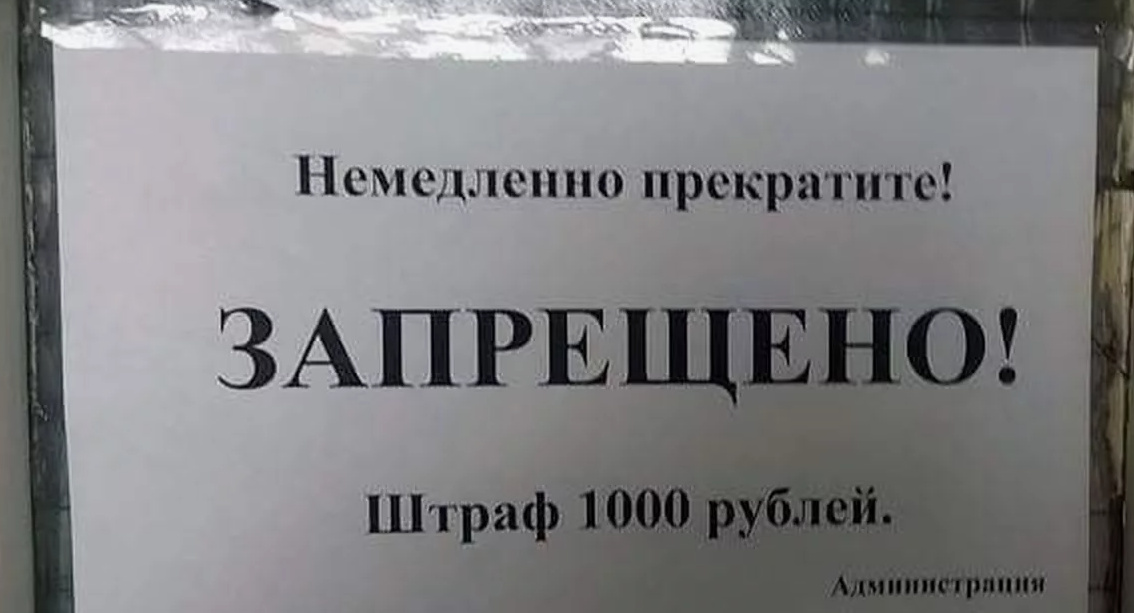 Немедленно прекратите!
ЗАПРЕЩЕНО!
Штраф 1000 рублей.
Администрация